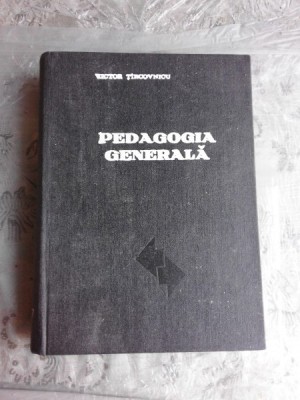 VICTOR ȚÎRCOVNICU
PEDAGOGIA
GENERALĂ